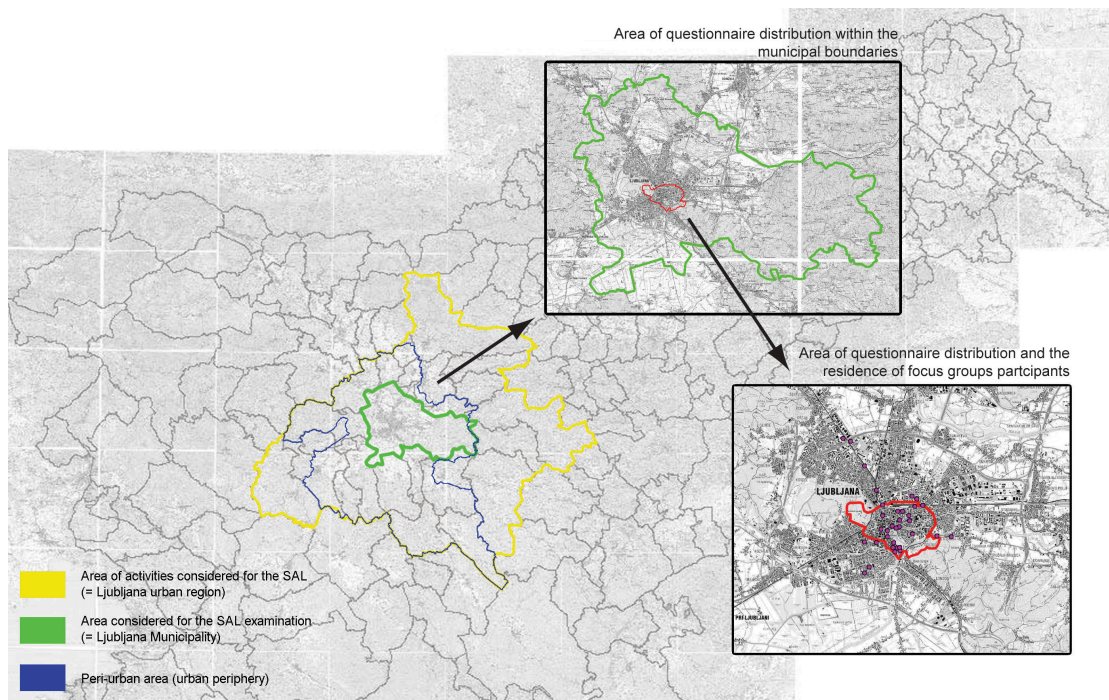 Area of questionnaire distribution within the
municipal boundaries
LJUBLJANA
Area of questionnaire distribution and the
residence of focus groups partcipants
LJUBLJANA
PRI LJUBLJANI
Area of activities considered for the SAL
(= Ljubljana urban region)
Area considered for the SAL examination
(= Ljubljana Municipality)
Peri-urban area (urban periphery)